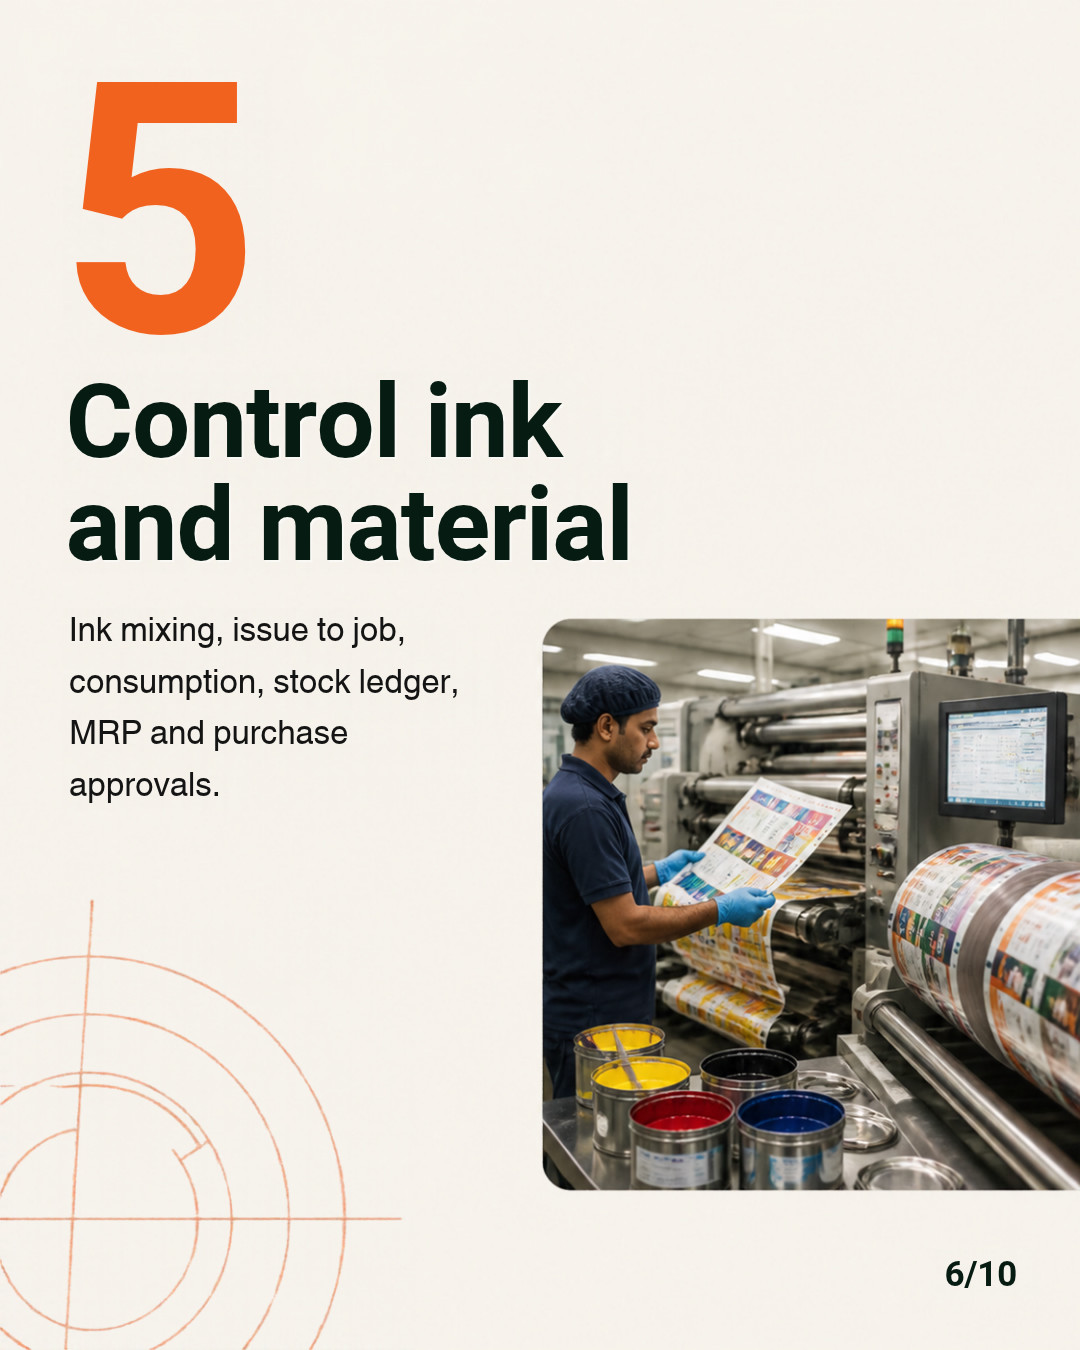 5
Control ink
and material
Ink mixing, issue to job,
consumption, stock ledger,
MRP and purchase
approvals.
6/10